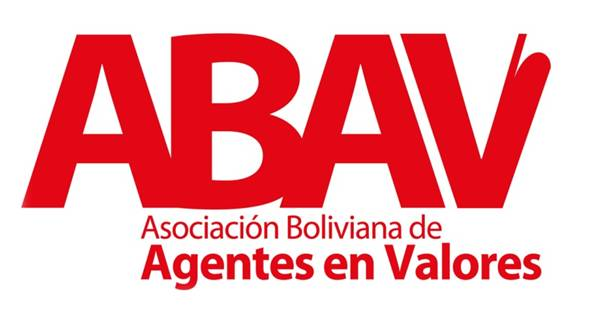 ABAV
Asociación Boliviana de
Agentes en Valores